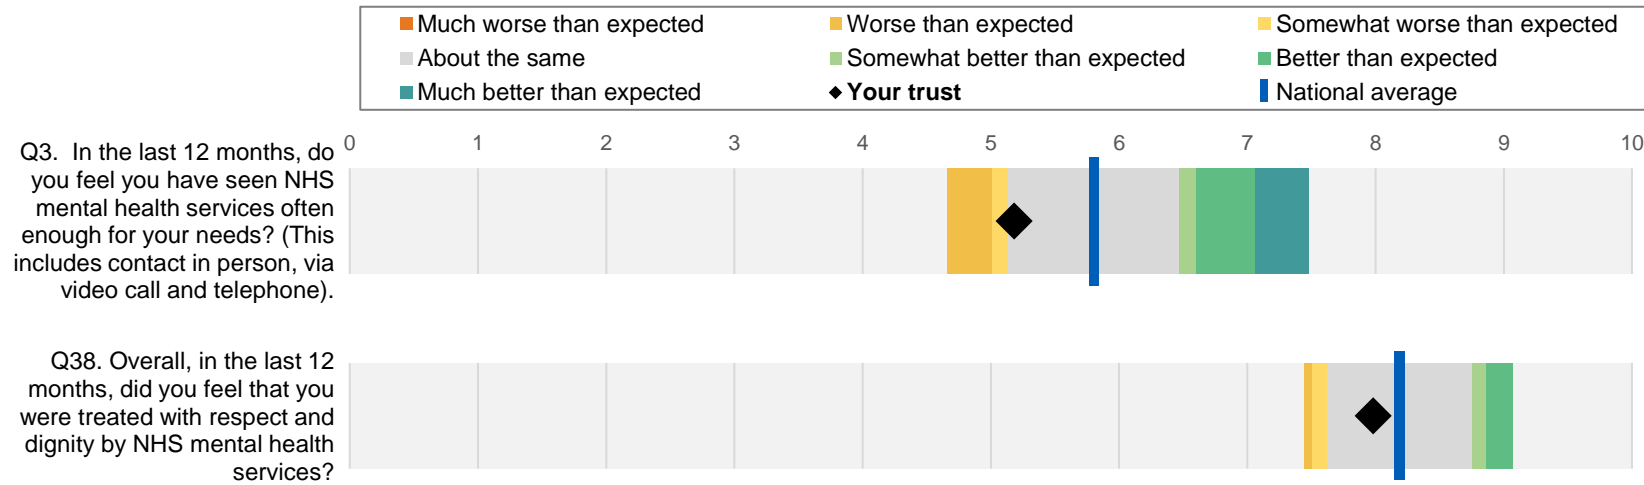 Much worse than expected
Worse than expected
Somewhat worse than expected
About the same
Somewhat better than expected
Better than expected
Much better than expected
Your trust
National average
0 1 2 3 4 5 6 7 8 9 10
Q3. In the last 12 months, do
you feel you have seen NHS
mental health services often
enough for your needs? (This
includes contact in person, via
video call and telephone).
Q38. Overall, in the last 12
months, did you feel that you
were treated with respect and
dignity by NHS mental health
services?